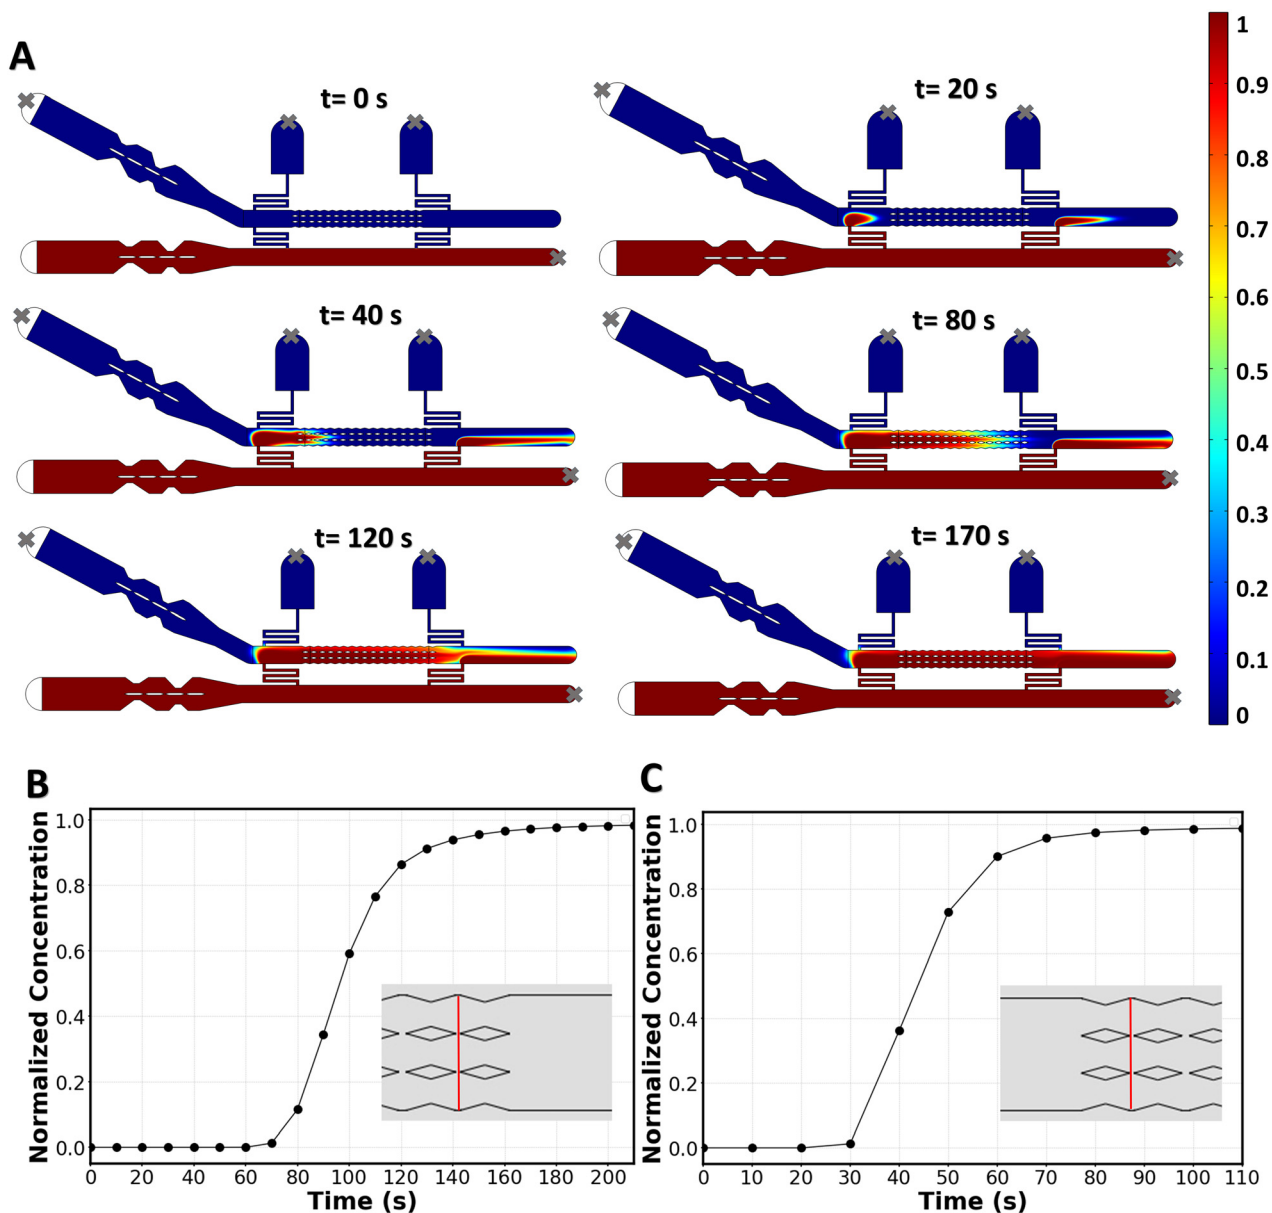 A
t= 0 s
t= 20 s
t= 40 s
t= 80 s
t= 120 s
t= 170 s
1
0.9
0.8
0.7
0.6
0.5
0.4
0.3
0.2
0.1
0
B
Normalized Concentration
1.0
0.8
0.6
0.4
0.2
0.0
0 20 40 60 80 100 120 140 160 180 200
Time (s)
C
Normalized Concentration
1.0
0.8
0.6
0.4
0.2
0.0
0 10 20 30 40 50 60 70 80 90 100 110
Time (s)